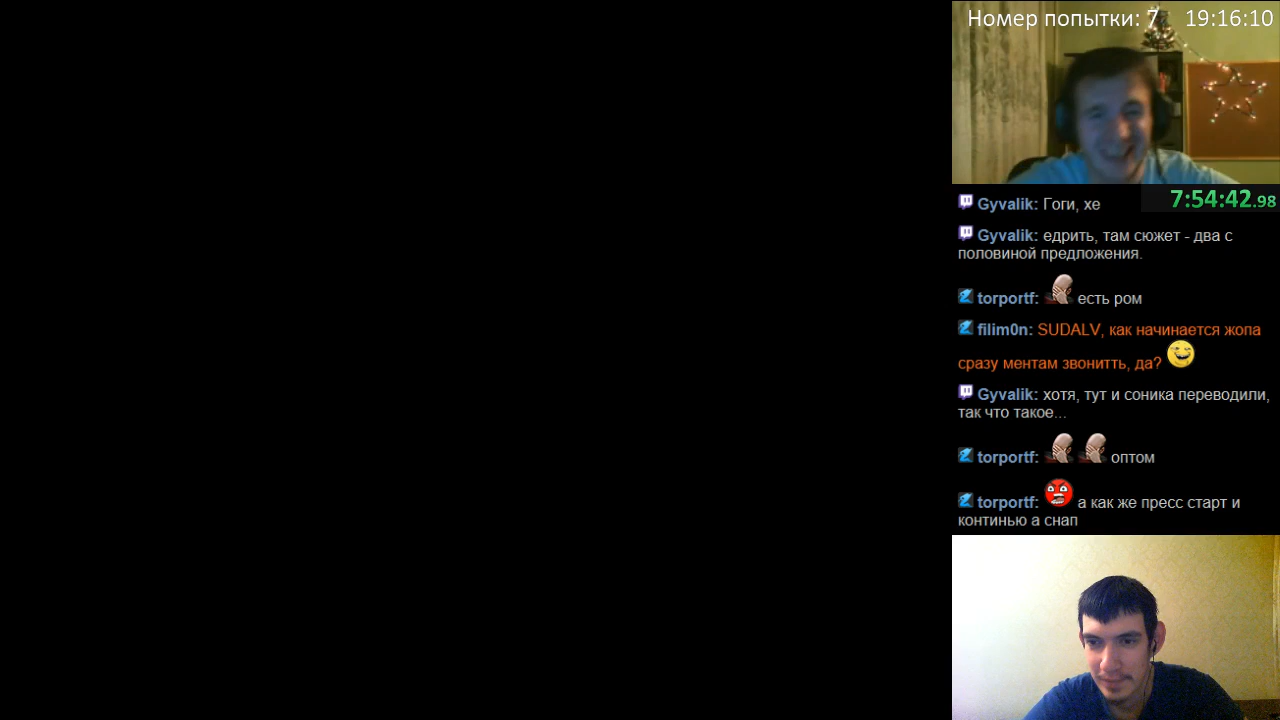 Номер попытки: 7 19:16:10
7:54:42.98
Gyvalik: Гоги, хе
Gyvalik: едрить, там сюжет - два с
половиной предложения.
torportf: есть ром
filim0n: SUDALV, как начинается жопа
сразу ментам звонитть, да?
Gyvalik: хотя, тут и соника переводили,
так что такое...
torportf: оптом
torportf: а как же пресс старт и
континью а снап